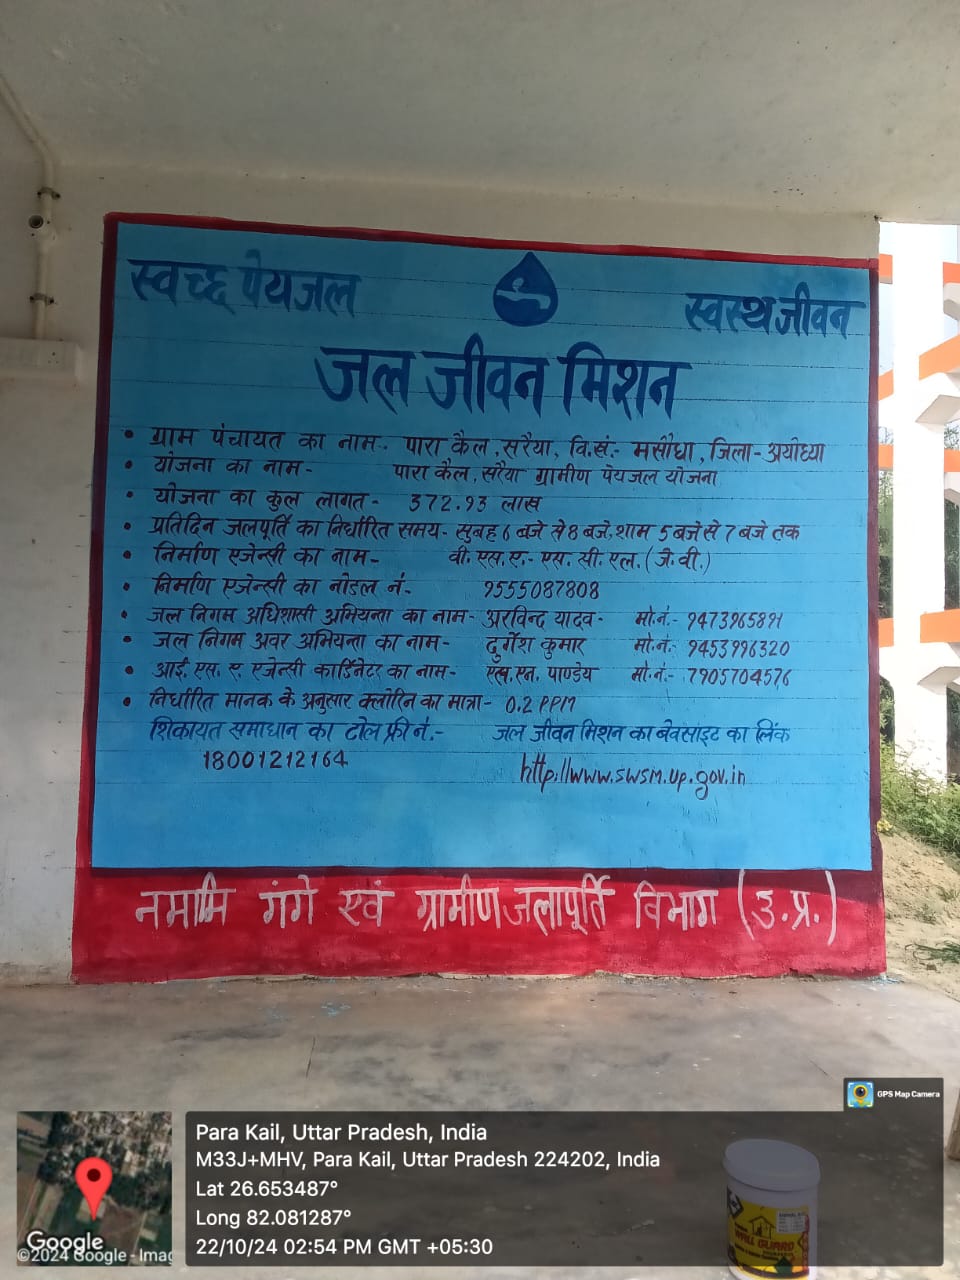 स्वच्छ पेयजल
स्वस्थ जीवन
जल जीवन मिशन
• ग्राम पंचायत का नाम- पारा कैल, सरैया, वि.सं.- मसौधा, जिला- अयोध्या
• योजना का नाम- पारा कैल, सरैया ग्रामीण पेयजल योजना
• योजना का कुल लागत- 372.93 लाख
• प्रतिदिन जलपूर्ति का निर्धारित समय- सुबह 6 बजे से 8 बजे, शाम 5 बजे से 7 बजे तक
• निर्माण एजेन्सी का नाम- वी. एस. ए.- एस. सी. एल. (जे. वी.)
• निर्माण एजेन्सी का नोडल नं- 9555087808
• जल निगम अधिशासी अभियन्ता का नाम- अरविन्द यादव- मो.नं.- 9473965891
• जल निगम अवर अभियन्ता का नाम- दुर्गेश कुमार मो.नं.- 9453996320
• आई. एस. ए. एजेन्सी कार्डिनेटर का नाम- एस. एन. पाण्डेय मो.नं.- 7905704576
• निर्धारित मानक के अनुसार क्लोरिन का मात्रा- 0.2 PPM
शिकायत समाधान का टोल फ्री नं.- जल जीवन मिशन का बेवसाइट का लिंक
18001212164 http://www.swsm.up.gov.in
नमामि गंगे एवं ग्रामीण जलापूर्ति विभाग (उ.प्र.)
GPS Map Camera
Para Kail, Uttar Pradesh, India
M33J+MHV, Para Kail, Uttar Pradesh 224202, India
Lat 26.653487°
Long 82.081287°
22/10/24 02:54 PM GMT +05:30
Google
©2024 Google - Imag
WALL GUARD